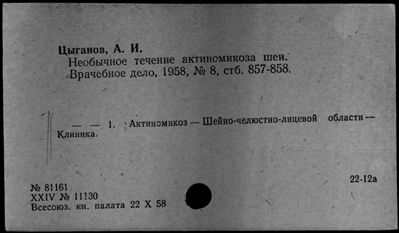 Цыганов, А. И.
Необычное течение актиномикоза шеи.
Врачебное дело, 1958, № 8, стб. 857-858.
— — 1. Актиномикоз — Шейно-челюстно-лицевой области —
Клиника.
22-12а
№ 81161
XXIV № 11130
Всесоюз. кн. палата 22 X 58